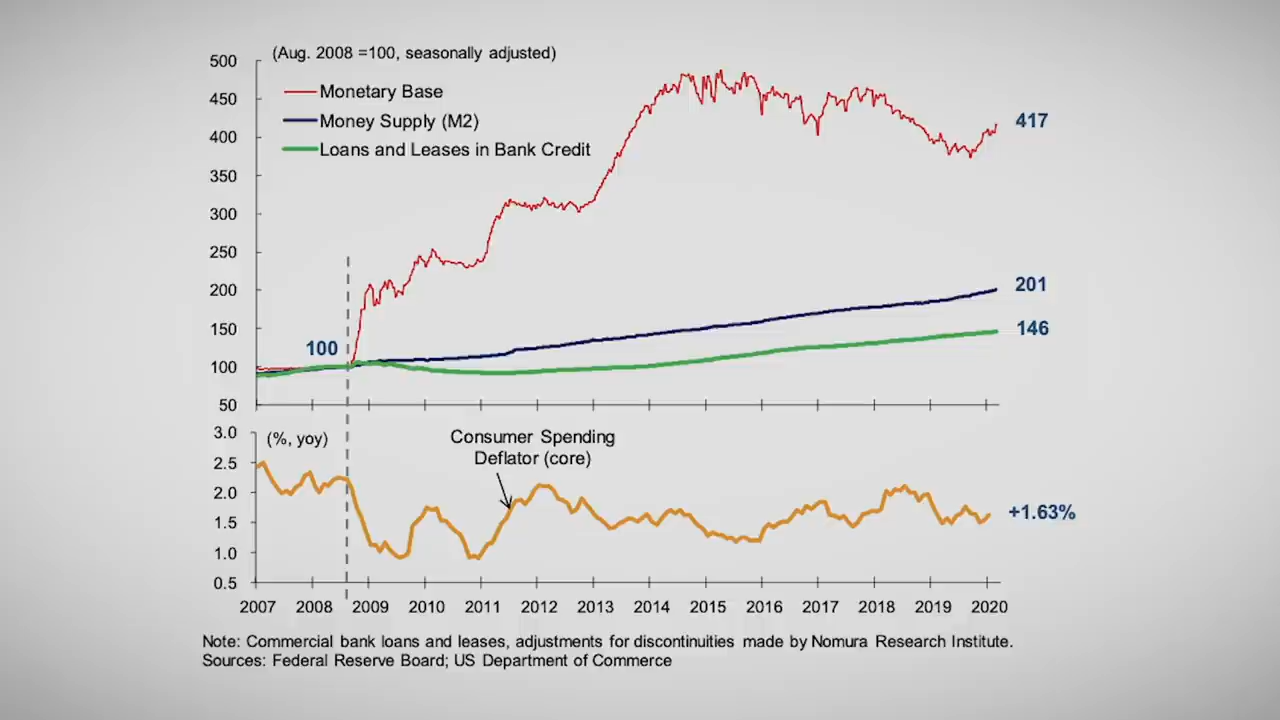 (Aug. 2008 =100, seasonally adjusted)
500
450
400
350
300
250
200
150
100
50
Monetary Base
Money Supply (M2)
Loans and Leases in Bank Credit
417
201
146
100
3.0
2.5
2.0
1.5
1.0
0.5
(%, yoy)
Consumer Spending
Deflator (core)
+1.63%
2007 2008 2009 2010 2011 2012 2013 2014 2015 2016 2017 2018 2019 2020
Note: Commercial bank loans and leases, adjustments for discontinuities made by Nomura Research Institute.
Sources: Federal Reserve Board; US Department of Commerce